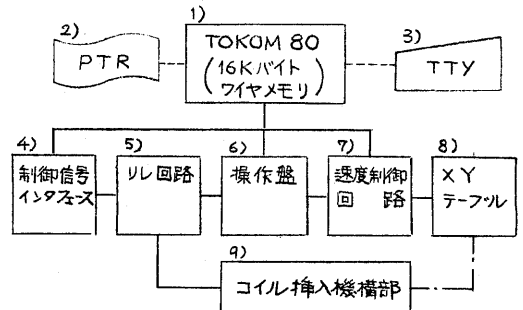 1)
TOKOM 80
(16Kバイト
ワイヤメモリ)
2)
PTR
3)
TTY
4)
制御信号
インタフェース
5)
リレ回路
6)
操作盤
7)
速度制御
回 路
8)
XY
テーブル
9)
コイル挿入機構部